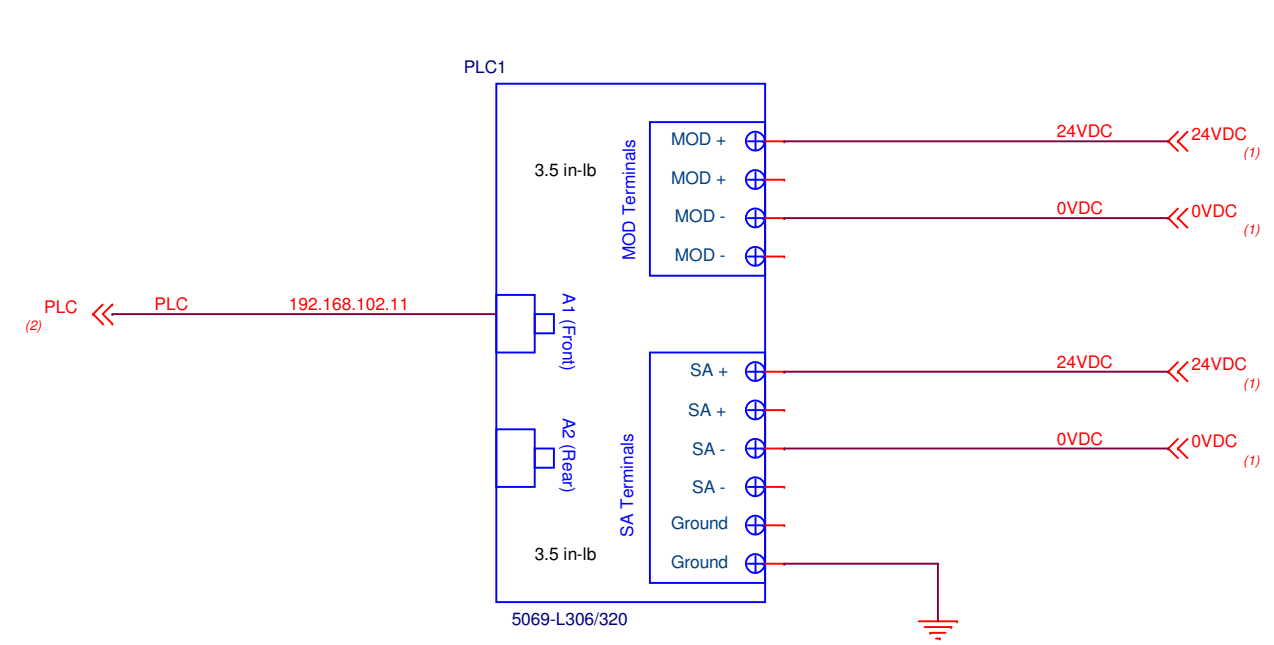 PLC1
3.5 in-lb
MOD Terminals
MOD +
MOD +
MOD -
MOD -
24VDC
24VDC
(1)
0VDC
0VDC
(1)
PLC
(2)
PLC
192.168.102.11
A1 (Front)
A2 (Rear)
SA Terminals
SA +
SA +
SA -
SA -
Ground
Ground
24VDC
24VDC
(1)
0VDC
0VDC
(1)
3.5 in-lb
5069-L306/320